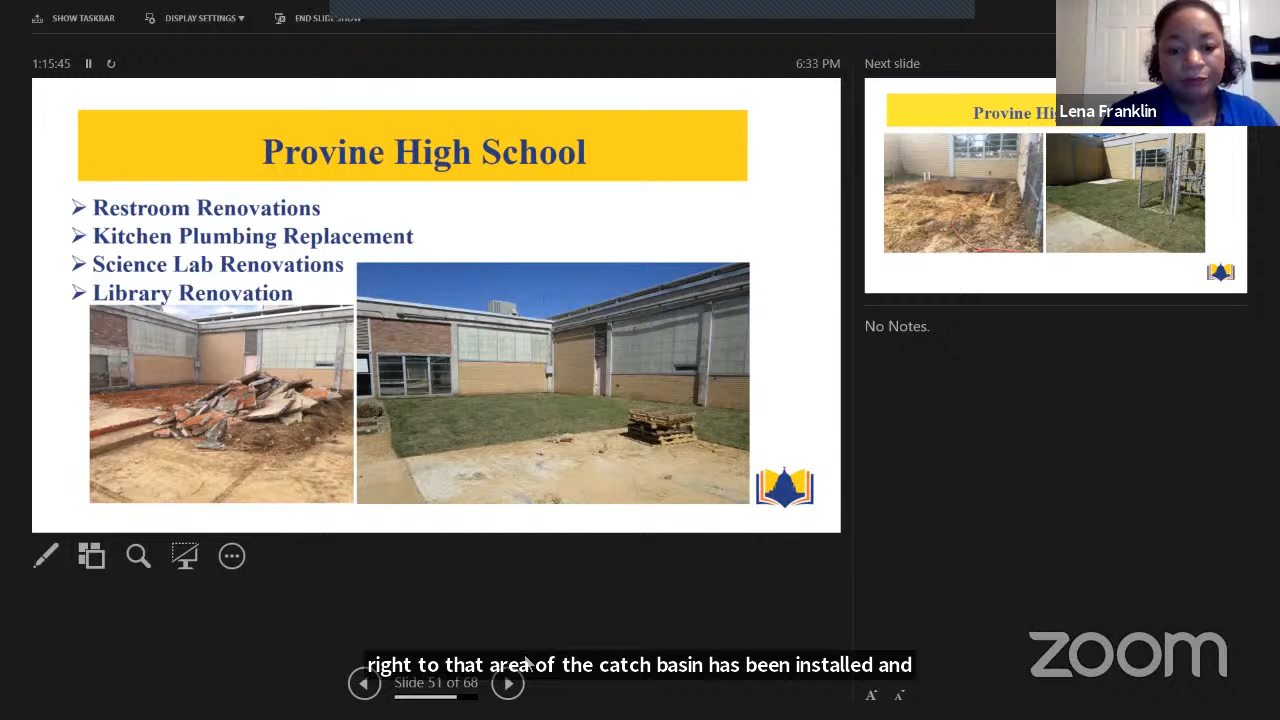 SHOW TASKBAR
DISPLAY SETTINGS
END SLIDE SHOW
1:15:45
6:33 PM
Next slide
Provine High School
Restroom Renovations
Kitchen Plumbing Replacement
Science Lab Renovations
Library Renovation
Provine Hi
Lena Franklin
No Notes.
right to that area of the catch basin has been installed and
Slide 51 of 68
zoom
A
A